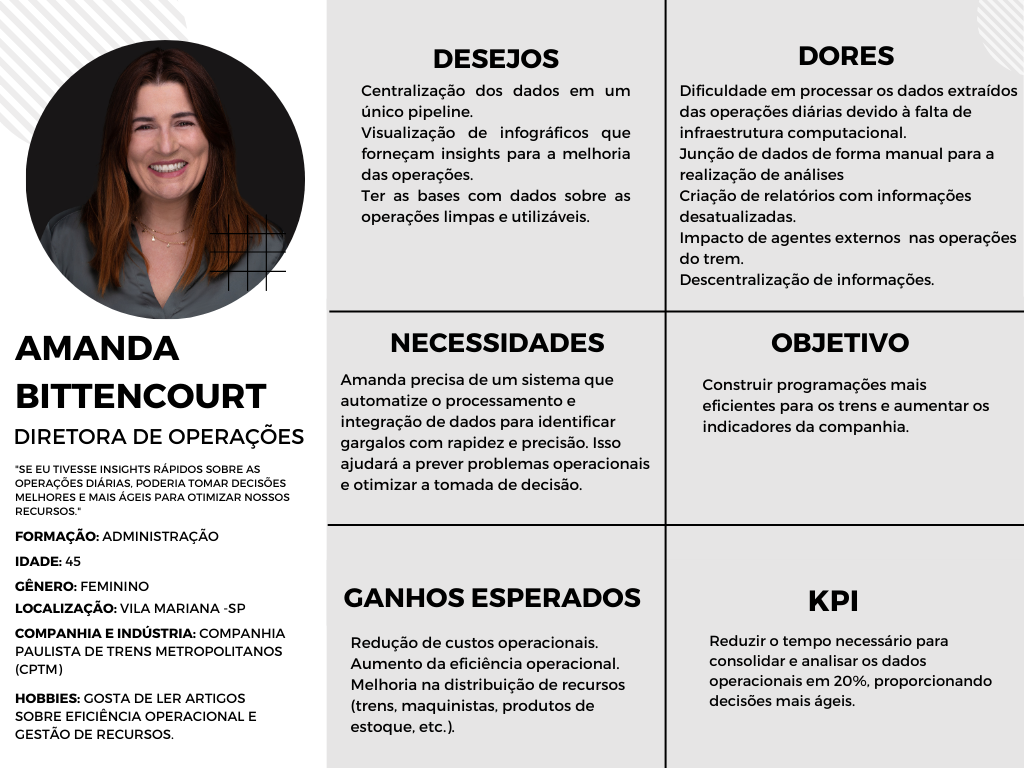 AMANDA
BITTENCOURT
DIRETORA DE OPERAÇÕES
"SE EU TIVESSE INSIGHTS RÁPIDOS SOBRE AS
OPERAÇÕES DIÁRIAS, PODERIA TOMAR DECISÕES
MELHORES E MAIS ÁGEIS PARA OTIMIZAR NOSSOS
RECURSOS."
FORMAÇÃO: ADMINISTRAÇÃO
IDADE: 45
GÊNERO: FEMININO
LOCALIZAÇÃO: VILA MARIANA -SP
COMPANHIA E INDÚSTRIA: COMPANHIA
PAULISTA DE TRENS METROPOLITANOS
(CPTM)
HOBBIES: GOSTA DE LER ARTIGOS
SOBRE EFICIÊNCIA OPERACIONAL E
GESTÃO DE RECURSOS.
DESEJOS
Centralização dos dados em um
único pipeline.
Visualização de infográficos que
forneçam insights para a melhoria
das operações.
Ter as bases com dados sobre as
operações limpas e utilizáveis.
DORES
Dificuldade em processar os dados extraídos
das operações diárias devido à falta de
infraestrutura computacional.
Junção de dados de forma manual para a
realização de análises
Criação de relatórios com informações
desatualizadas.
Impacto de agentes externos  nas operações
do trem.
Descentralização de informações.
NECESSIDADES
Amanda precisa de um sistema que
automatize o processamento e
integração de dados para identificar
gargalos com rapidez e precisão. Isso
ajudará a prever problemas operacionais
e otimizar a tomada de decisão.
OBJETIVO
Construir programações mais
eficientes para os trens e aumentar os
indicadores da companhia.
GANHOS ESPERADOS
Redução de custos operacionais.
Aumento da eficiência operacional.
Melhoria na distribuição de recursos
(trens, maquinistas, produtos de
estoque, etc.).
KPI
Reduzir o tempo necessário para
consolidar e analisar os dados
operacionais em 20%, proporcionando
decisões mais ágeis.